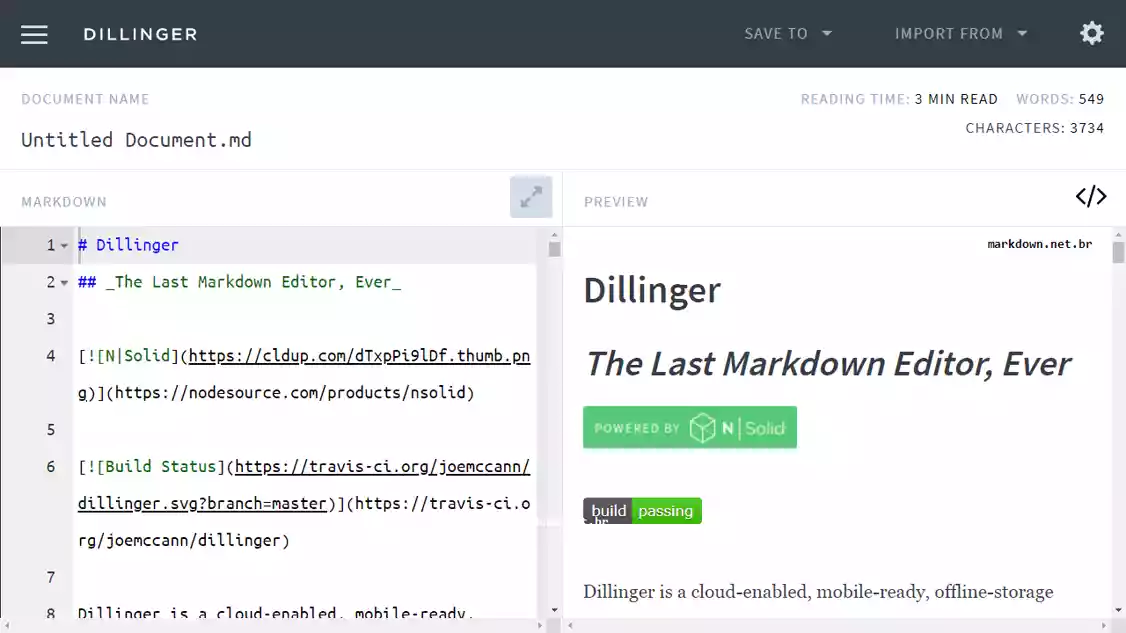 DILLINGER
SAVE TO
IMPORT FROM
DOCUMENT NAME
READING TIME: 3 MIN READ WORDS: 549
CHARACTERS: 3734
Untitled Document.md
MARKDOWN
1 # Dillinger
2 ## _The Last Markdown Editor, Ever_
3
4 [![N|Solid](https://cldup.com/dTxpPi9lDf.thumb.pn
g)](https://nodesource.com/products/nsolid)
5
6 [![Build Status](https://travis-ci.org/joemccann/
dillinger.svg?branch=master)](https://travis-ci.o
rg/joemccann/dillinger)
7
8 Dillinger is a cloud-enabled, mobile-ready,
PREVIEW
</>
markdown.net.br
Dillinger
The Last Markdown Editor, Ever
POWERED BY N|Solid
build passing
Dillinger is a cloud-enabled, mobile-ready, offline-storage